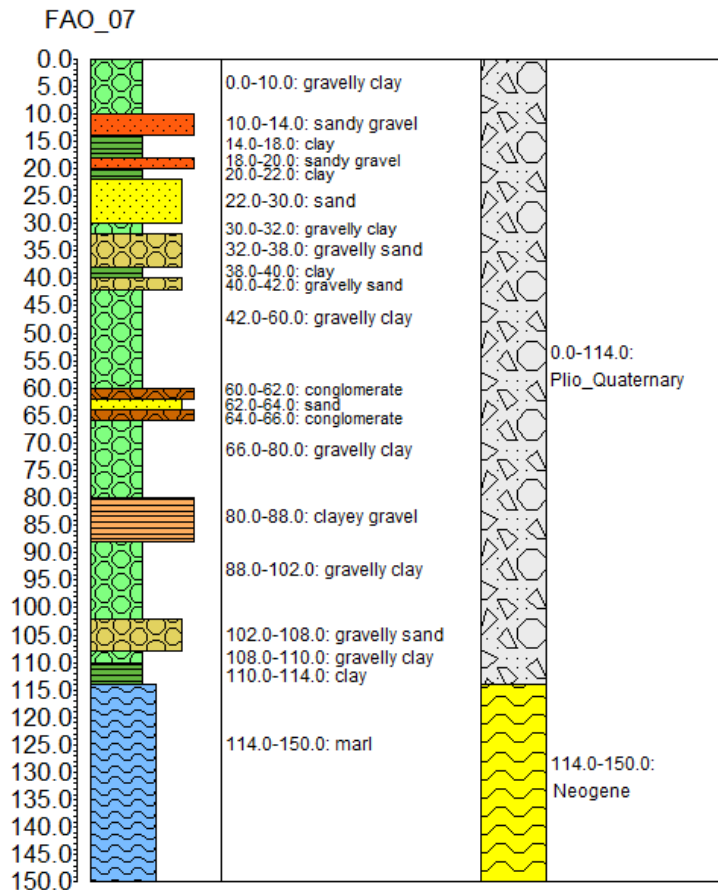 FAO_07
0.0
5.0
10.0
15.0
20.0
25.0
30.0
35.0
40.0
45.0
50.0
55.0
60.0
65.0
70.0
75.0
80.0
85.0
90.0
95.0
100.0
105.0
110.0
115.0
120.0
125.0
130.0
135.0
140.0
145.0
150.0
0.0-10.0: gravelly clay
10.0-14.0: sandy gravel
14.0-18.0: clay
18.0-20.0: sandy gravel
20.0-22.0: clay
22.0-30.0: sand
30.0-32.0: gravelly clay
32.0-38.0: gravelly sand
38.0-40.0: clay
40.0-42.0: gravelly sand
42.0-60.0: gravelly clay
60.0-62.0: conglomerate
62.0-64.0: sand
64.0-66.0: conglomerate
66.0-80.0: gravelly clay
80.0-88.0: clayey gravel
88.0-102.0: gravelly clay
102.0-108.0: gravelly sand
108.0-110.0: gravelly clay
110.0-114.0: clay
114.0-150.0: marl
0.0-114.0:
Plio_Quaternary
114.0-150.0:
Neogene